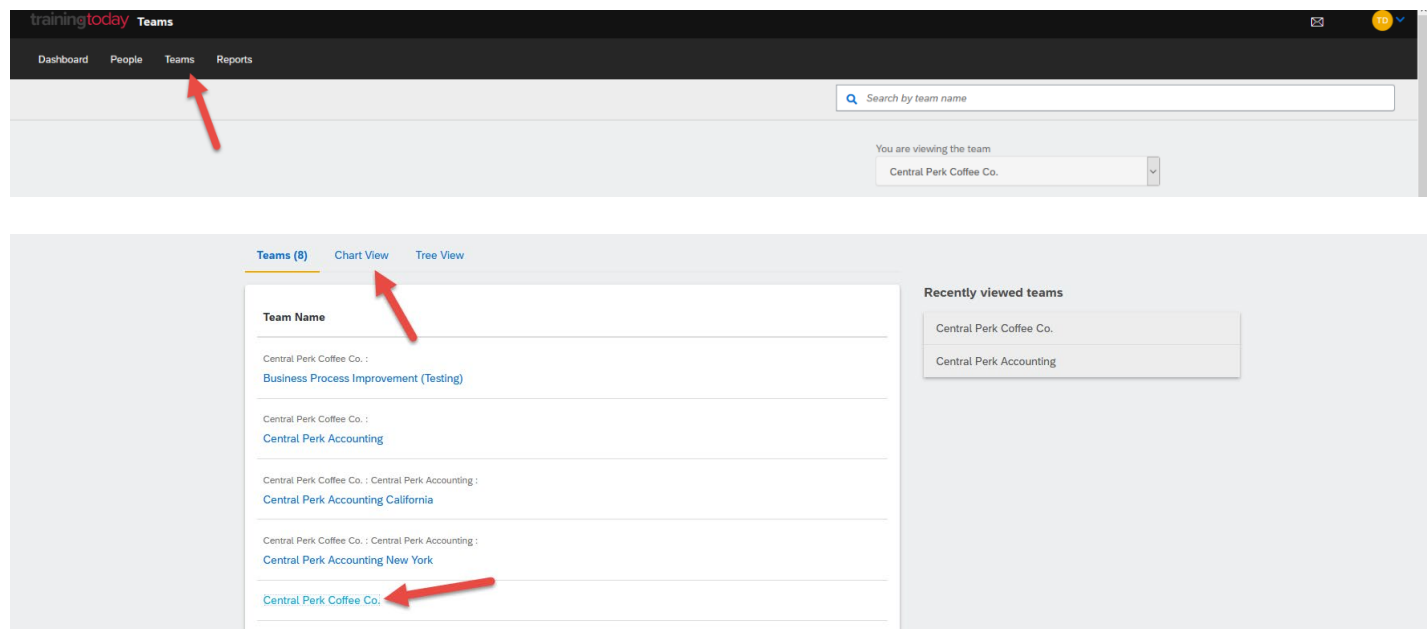 trainingtoday Teams
TD
Dashboard People Teams Reports
Search by team name
You are viewing the team
Central Perk Coffee Co.
Teams (8) Chart View Tree View
Recently viewed teams
Team Name
Central Perk Coffee Co.
Central Perk Coffee Co. :
Central Perk Accounting
Business Process Improvement (Testing)
Central Perk Coffee Co. :
Central Perk Accounting
Central Perk Coffee Co. : Central Perk Accounting :
Central Perk Accounting California
Central Perk Coffee Co. : Central Perk Accounting :
Central Perk Accounting New York
Central Perk Coffee Co.